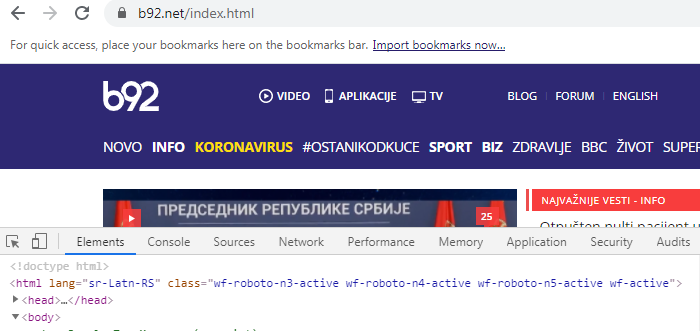 b92.net/index.html
For quick access, place your bookmarks here on the bookmarks bar. Import bookmarks now...
b92 VIDEO APLIKACIJE TV BLOG FORUM ENGLISH
NOVO INFO KORONAVIRUS #OSTANIKODKUCE SPORT BIZ ZDRAVLJE BBC ŽIVOT SUPER
ПРЕДСЕДНИК РЕПУБЛИКЕ СРБИЈЕ
25
NAJVAŽNIJE VESTI - INFO
Otpušten nulti pacijent u
Elements Console Sources Network Performance Memory Application Security Audits
<!doctype html>
<html lang="sr-Latn-RS" class="wf-roboto-n3-active wf-roboto-n4-active wf-roboto-n5-active wf-active">
<head>…</head>
<body>